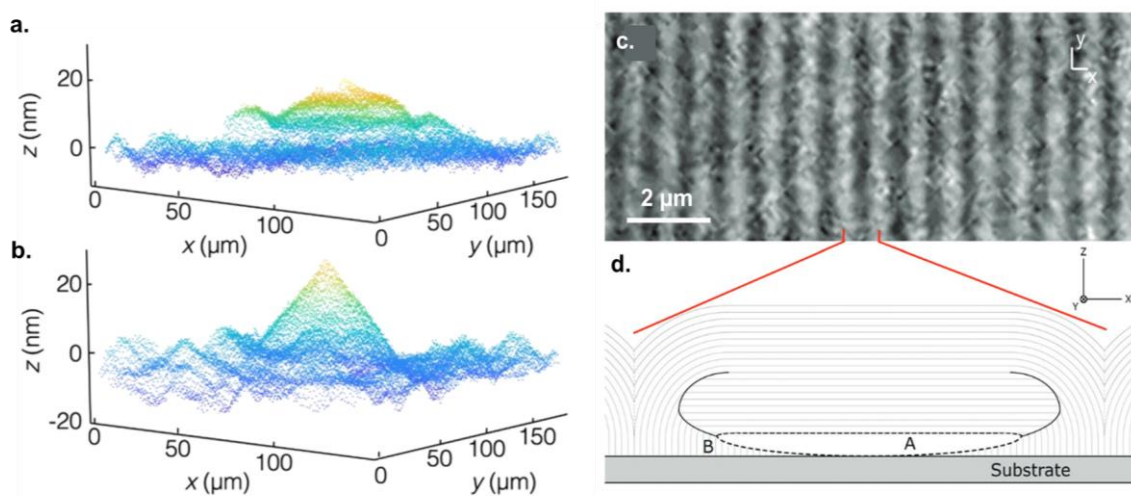 a.
z (nm)
20
0
0
50
100
x (µm)
0
50
100
150
y (µm)
b.
z (nm)
20
0
-20
0
50
100
x (µm)
0
50
100
150
y (µm)
c.
y
x
2 µm
d.
Z
Y
X
B
A
Substrate